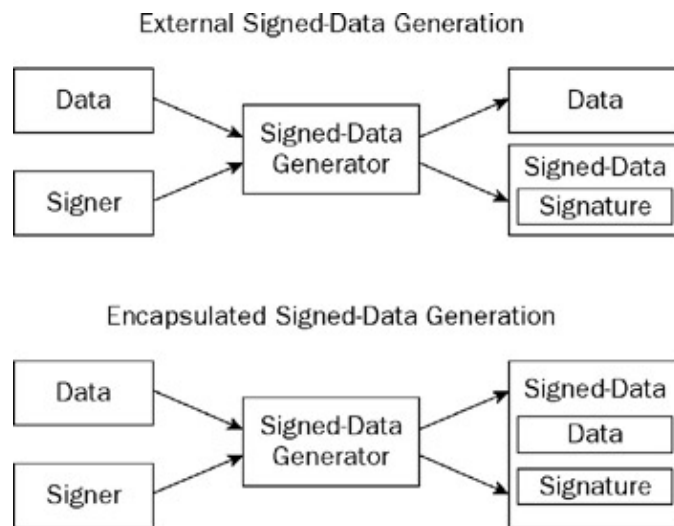 External Signed-Data Generation
Data
Signed-Data
Generator
Data
Signer
Signed-Data
Signature
Encapsulated Signed-Data Generation
Data
Signed-Data
Generator
Signed-Data
Data
Signer
Signature